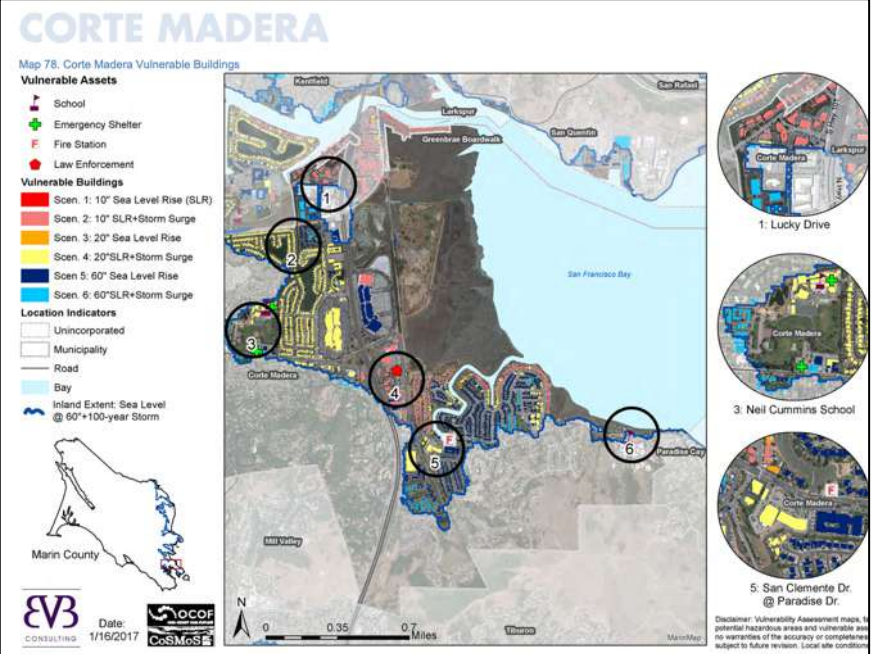 CORTE MADERA
Map 78. Corte Madera Vulnerable Buildings
Vulnerable Assets
School
Emergency Shelter
F Fire Station
Law Enforcement
Vulnerable Buildings
Scen. 1: 10" Sea Level Rise (SLR)
Scen. 2: 10" SLR+Storm Surge
Scen. 3: 20" Sea Level Rise
Scen. 4: 20"SLR+Storm Surge
Scen 5: 60" Sea Level Rise
Scen. 6: 60"SLR+Storm Surge
Location Indicators
Unincorporated
Municipality
Road
Bay
Inland Extent: Sea Level
@ 60"+100-year Storm
Marin County
BVB
CONSULTING
Date:
1/16/2017
OCOF
CoSMoS
Kentfield
San Rafael
Larkspur
Greenbrae Boardwalk
San Quentin
1
2
San Francisco Bay
3
Corte Madera
4
F
5
6
Paradise Cay
Mill Valley
Tiburon
N
0 0.35 0.7
Miles
MarinMap
Corte Madera
Larkspur
1: Lucky Drive
Corte Madera
3: Neil Cummins School
F
Corte Madera
5: San Clemente Dr.
@ Paradise Dr.
Disclaimer: Vulnerability Assessment maps, ta
potential hazardous areas and vulnerable ass
no warranties of the accuracy or completenes
subject to future revision. Local site conditions